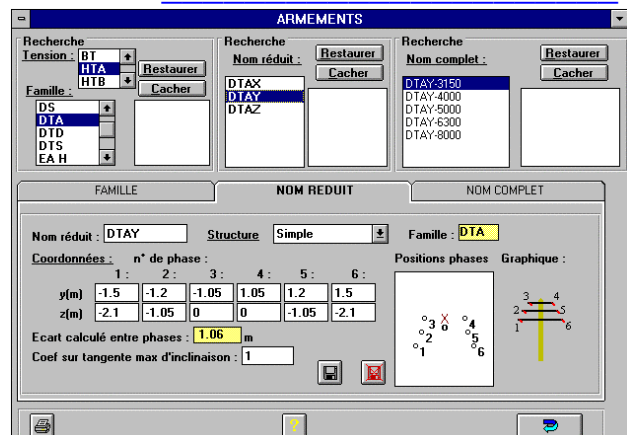 ARMEMENTS
Recherche
Tension :
BT
HTA
HTB
Restaurer
Cacher
Famille :
DS
DTA
DTD
DTS
EA H
Recherche
Nom réduit :
Restaurer
Cacher
DTAX
DTAY
DTAZ
Recherche
Nom complet :
Restaurer
Cacher
DTAY-3150
DTAY-4000
DTAY-5000
DTAY-6300
DTAY-8000
FAMILLE
NOM REDUIT
NOM COMPLET
Nom réduit : DTAY
Structure Simple
Famille : DTA
Coordonnées : n° de phase :
1 : 2 : 3 : 4 : 5 : 6 :
y(m) -1.5 -1.2 -1.05 1.05 1.2 1.5
z(m) -2.1 -1.05 0 0 -1.05 -2.1
Ecart calculé entre phases : 1.06 m
Coef sur tangente max d'inclinaison : 1
Positions phases
3 X 4
o
2 5
1 6
Graphique :
3 4
2 5
1 6
?